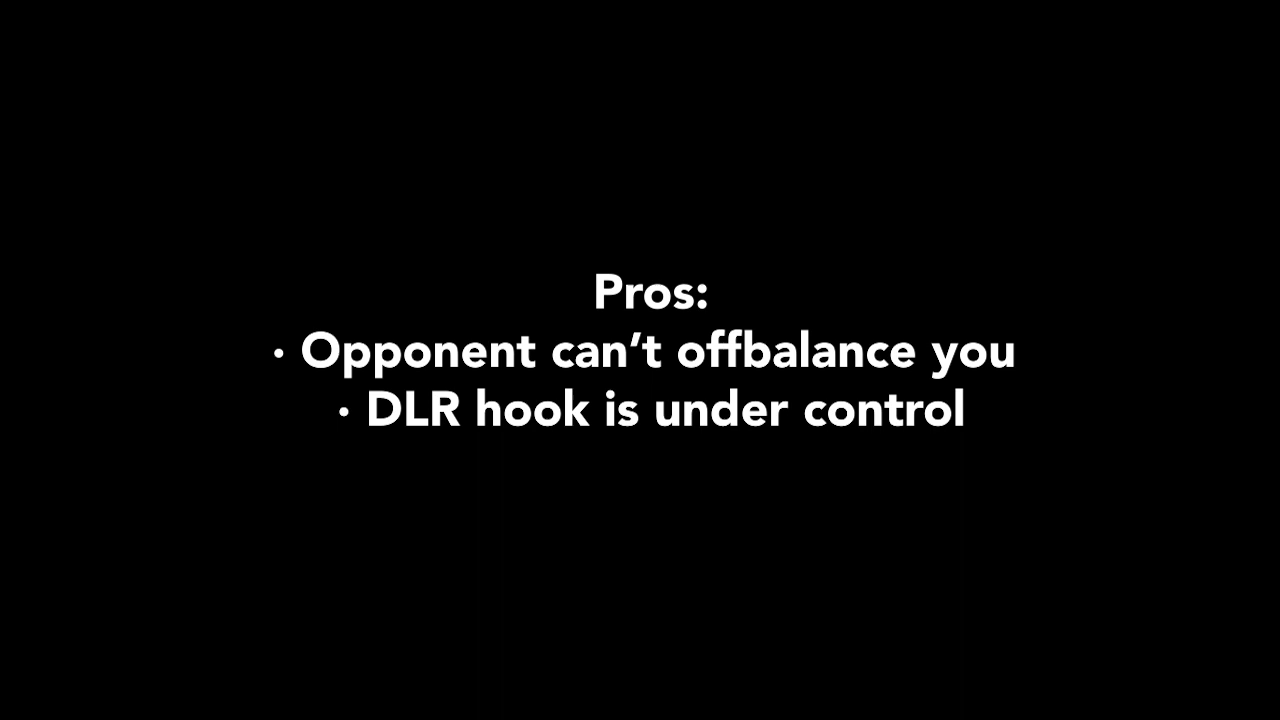 Pros:
· Opponent can’t offbalance you
· DLR hook is under control